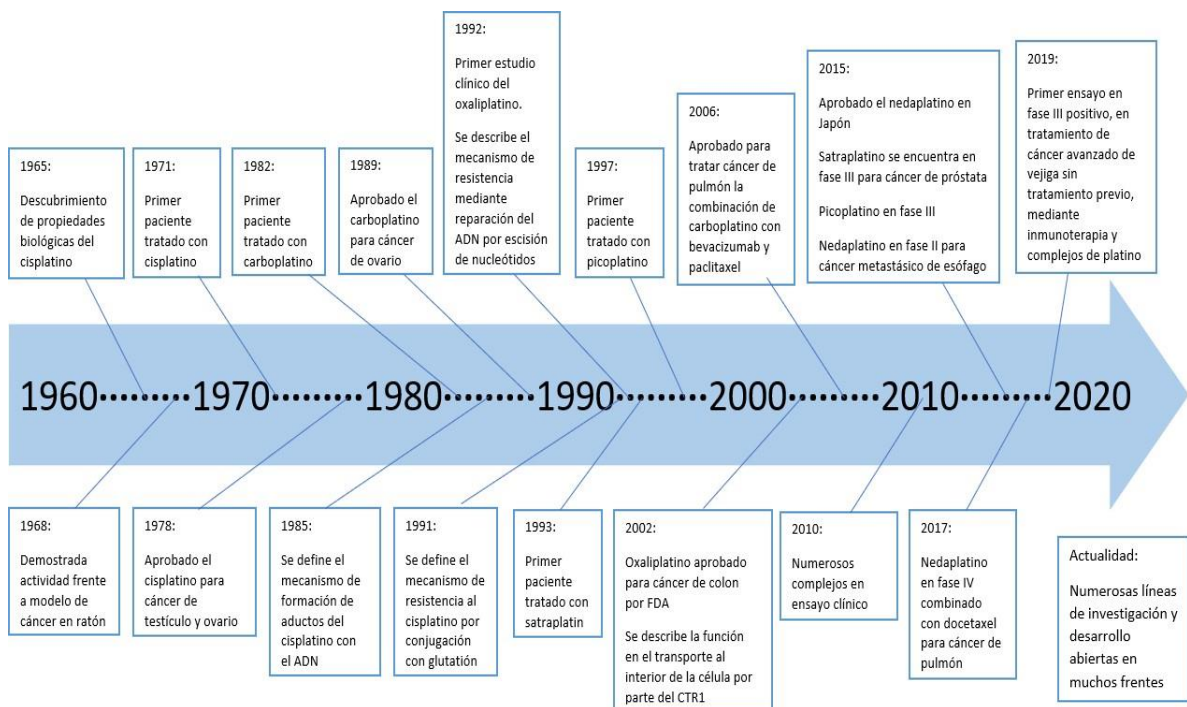 1965:
Descubrimiento
de propiedades
biológicas del
cisplatino
1971:
Primer
paciente
tratado con
cisplatino
1982:
Primer
paciente
tratado con
carboplatino
1989:
Aprobado el
carboplatino
para cáncer
de ovario
1992:
Primer estudio
clínico del
oxaliplatino.
Se describe el
mecanismo de
resistencia
mediante
reparación del
ADN por escisión
de nucleótidos
1997:
Primer
paciente
tratado con
picoplatino
2006:
Aprobado para
tratar cáncer de
pulmón la
combinación de
carboplatino con
bevacizumab y
paclitaxel
2015:
Aprobado el nedaplatino en
Japón
Satraplatino se encuentra en
fase III para cáncer de próstata
Picoplatino en fase III
Nedaplatino en fase II para
cáncer metastásico de esófago
2019:
Primer ensayo en
fase III positivo, en
tratamiento de
cáncer avanzado de
vejiga sin
tratamiento previo,
mediante
inmunoterapia y
complejos de platino
1960.........1970..........1980.........1990..........2000.........2010.........2020
1968:
Demostrada
actividad frente
a modelo de
cáncer en ratón
1978:
Aprobado el
cisplatino para
cáncer de
testículo y ovario
1985:
Se define el
mecanismo de
formación de
aductos del
cisplatino con
el ADN
1991:
Se define el
mecanismo de
resistencia al
cisplatino por
conjugación
con glutatión
1993:
Primer
paciente
tratado con
satraplatin
2002:
Oxaliplatino aprobado
para cáncer de colon
por FDA
Se describe la función
en el transporte al
interior de la célula por
parte del CTR1
2010:
Numerosos
complejos en
ensayo clínico
2017:
Nedaplatino
en fase IV
combinado
con docetaxel
para cáncer de
pulmón
Actualidad:
Numerosas líneas
de investigación y
desarrollo
abiertas en
muchos frentes